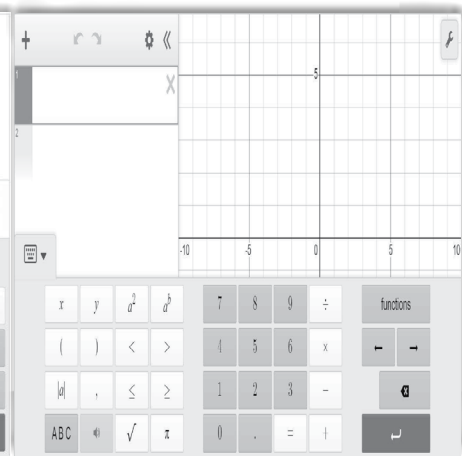 1
2
5
-10 -5 0 5 10
x y a² aᵇ 7 8 9 ÷ functions
( ) < > 4 5 6 × ← →
|a| , ≤ ≥ 1 2 3 −
ABC √ π 0 . = +